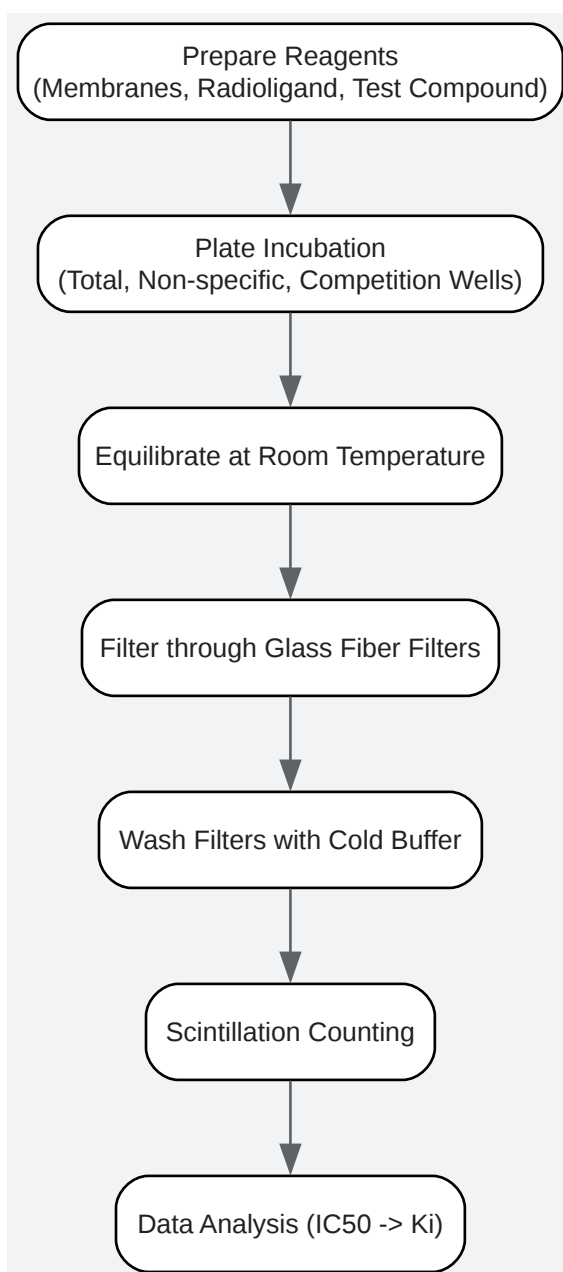 Prepare Reagents
(Membranes, Radioligand, Test Compound)
Plate Incubation
(Total, Non-specific, Competition Wells)
Equilibrate at Room Temperature
Filter through Glass Fiber Filters
Wash Filters with Cold Buffer
Scintillation Counting
Data Analysis (IC50 -> Ki)